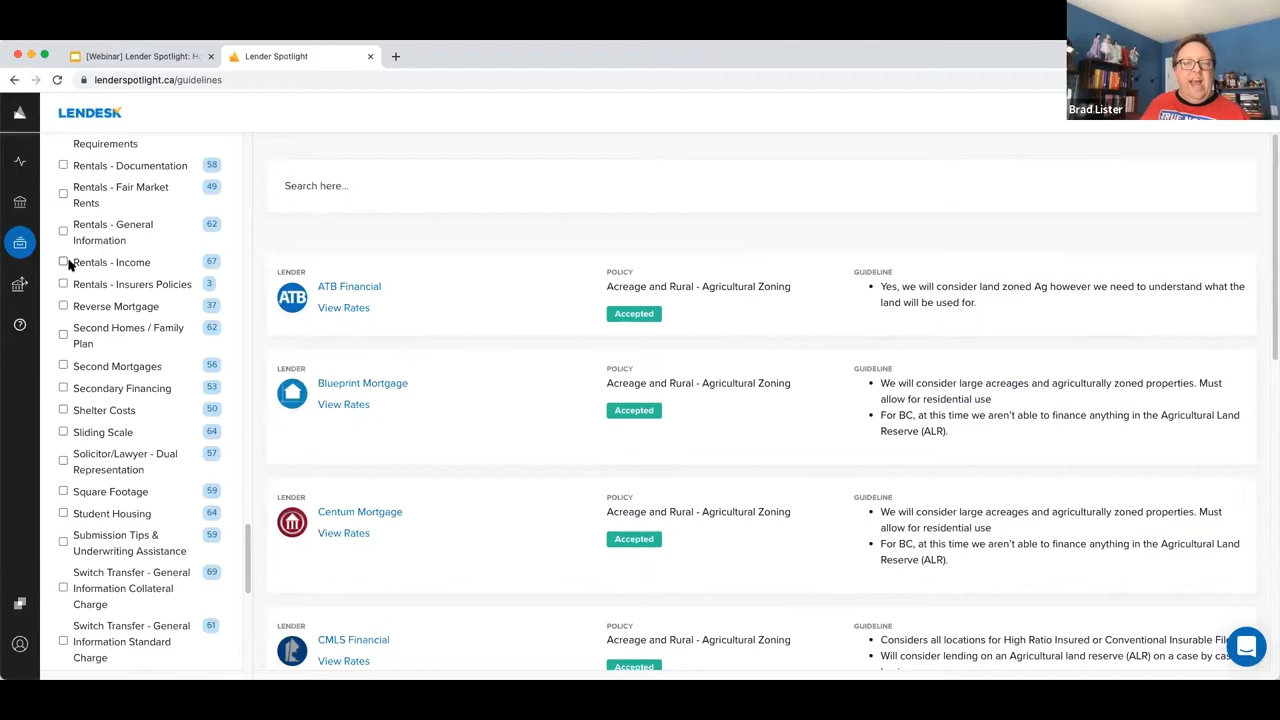 [Webinar] Lender Spotlight: Ho
Lender Spotlight
lenderspotlight.ca/guidelines
Brad Lister
TRUE NOR
LENDESK
Requirements
Rentals - Documentation 58
Rentals - Fair Market 49
Rents
Rentals - General 62
Information
Rentals - Income 67
Rentals - Insurers Policies 3
Reverse Mortgage 37
Second Homes / Family 62
Plan
Second Mortgages 56
Secondary Financing 53
Shelter Costs 50
Sliding Scale 64
Solicitor/Lawyer - Dual 57
Representation
Square Footage 59
Student Housing 64
Submission Tips & 59
Underwriting Assistance
Switch Transfer - General 69
Information Collateral
Charge
Switch Transfer - General 61
Information Standard
Charge
Search here...
LENDER POLICY GUIDELINE
ATB
ATB Financial
View Rates
Acreage and Rural - Agricultural Zoning
Accepted
Yes, we will consider land zoned Ag however we need to understand what the
land will be used for.
LENDER POLICY GUIDELINE
Blueprint Mortgage
View Rates
Acreage and Rural - Agricultural Zoning
Accepted
We will consider large acreages and agriculturally zoned properties. Must
allow for residential use
For BC, at this time we aren't able to finance anything in the Agricultural Land
Reserve (ALR).
LENDER POLICY GUIDELINE
Centum Mortgage
View Rates
Acreage and Rural - Agricultural Zoning
Accepted
We will consider large acreages and agriculturally zoned properties. Must
allow for residential use
For BC, at this time we aren't able to finance anything in the Agricultural Land
Reserve (ALR).
LENDER POLICY GUIDELINE
CMLS Financial
View Rates
Acreage and Rural - Agricultural Zoning
Accepted
Considers all locations for High Ratio Insured or Conventional Insurable File
Will consider lending on an Agricultural land reserve (ALR) on a case by cas